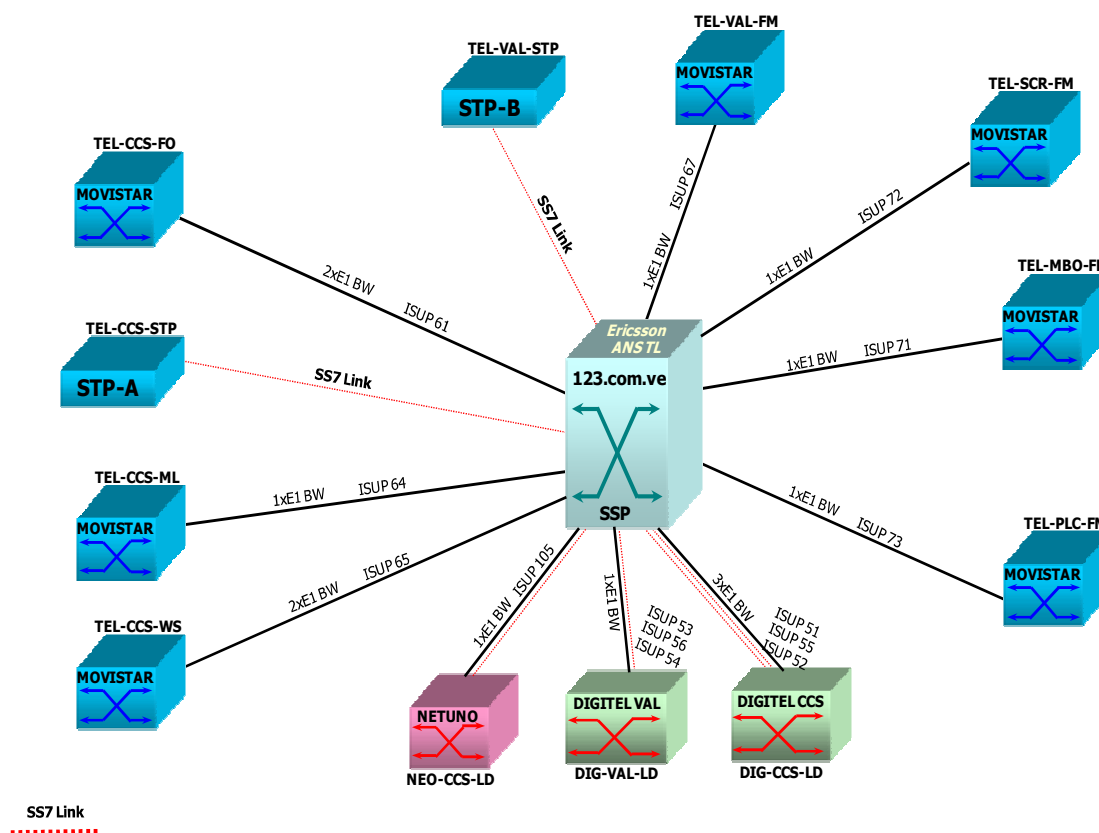 TEL-VAL-FM
TEL-VAL-STP
MOVISTAR
STP-B
TEL-SCR-FM
MOVISTAR
TEL-CCS-FO
MOVISTAR
ISUP 67
1xE1 BW
SS7 Link
ISUP 72
1xE1 BW
2xE1 BW
ISUP 61
TEL-MBO-FM
MOVISTAR
TEL-CCS-STP
STP-A
SS7 Link
Ericsson
ANS TL
123.com.ve
SSP
1xE1 BW
ISUP 71
TEL-CCS-ML
MOVISTAR
1xE1 BW
ISUP 64
1xE1 BW
ISUP 73
TEL-PLC-FM
MOVISTAR
TEL-CCS-WS
MOVISTAR
2xE1 BW
ISUP 65
1xE1 BW
ISUP 105
1xE1 BW
ISUP 53
ISUP 56
ISUP 54
3xE1 BW
ISUP 51
ISUP 55
ISUP 52
NETUNO
NEO-CCS-LD
DIGITEL VAL
DIG-VAL-LD
DIGITEL CCS
DIG-CCS-LD
SS7 Link